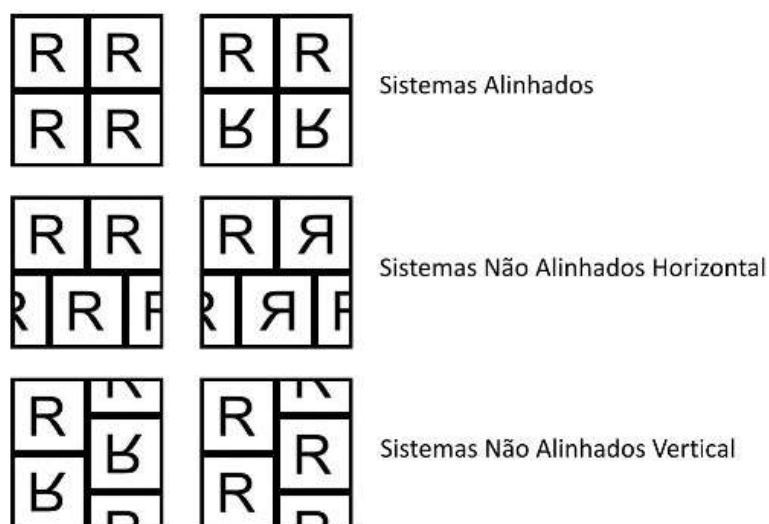 R R R R
Sistemas Alinhados
R R R R
R R R Я
Sistemas Não Alinhados Horizontal
R R R R Я R
R R R R
R R
Sistemas Não Alinhados Vertical
R R
R R